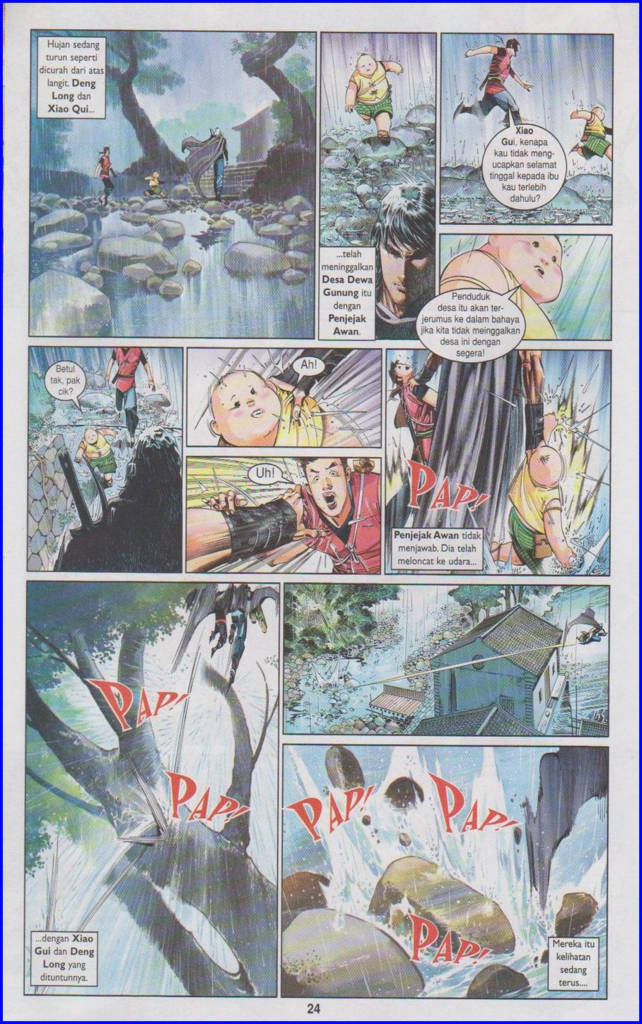 Hujan sedang
turun seperti
dicurah dari atas
langit. Deng
Long dan
Xiao Qui...
...telah
meninggalkan
Desa Dewa
Gunung itu
dengan
Penjejak
Awan.
Xiao
Gui, kenapa
kau tidak meng-
ucapkan selamat
tinggal kepada ibu
kau terlebih
dahulu?
Penduduk
desa itu akan ter-
jerumus ke dalam bahaya
jika kita tidak meinggalkan
desa ini dengan
segera!
Betul
tak, pak
cik?
Ah!
Uh!
PAP!
Penjejak Awan tidak
menjawab. Dia telah
meloncat ke udara...
PAP!
PAP!
...dengan Xiao
Gui dan Deng
Long yang
dituntunnya.
PAP!
PAP!
PAP!
Mereka itu
kelihatan
sedang
terus....
24